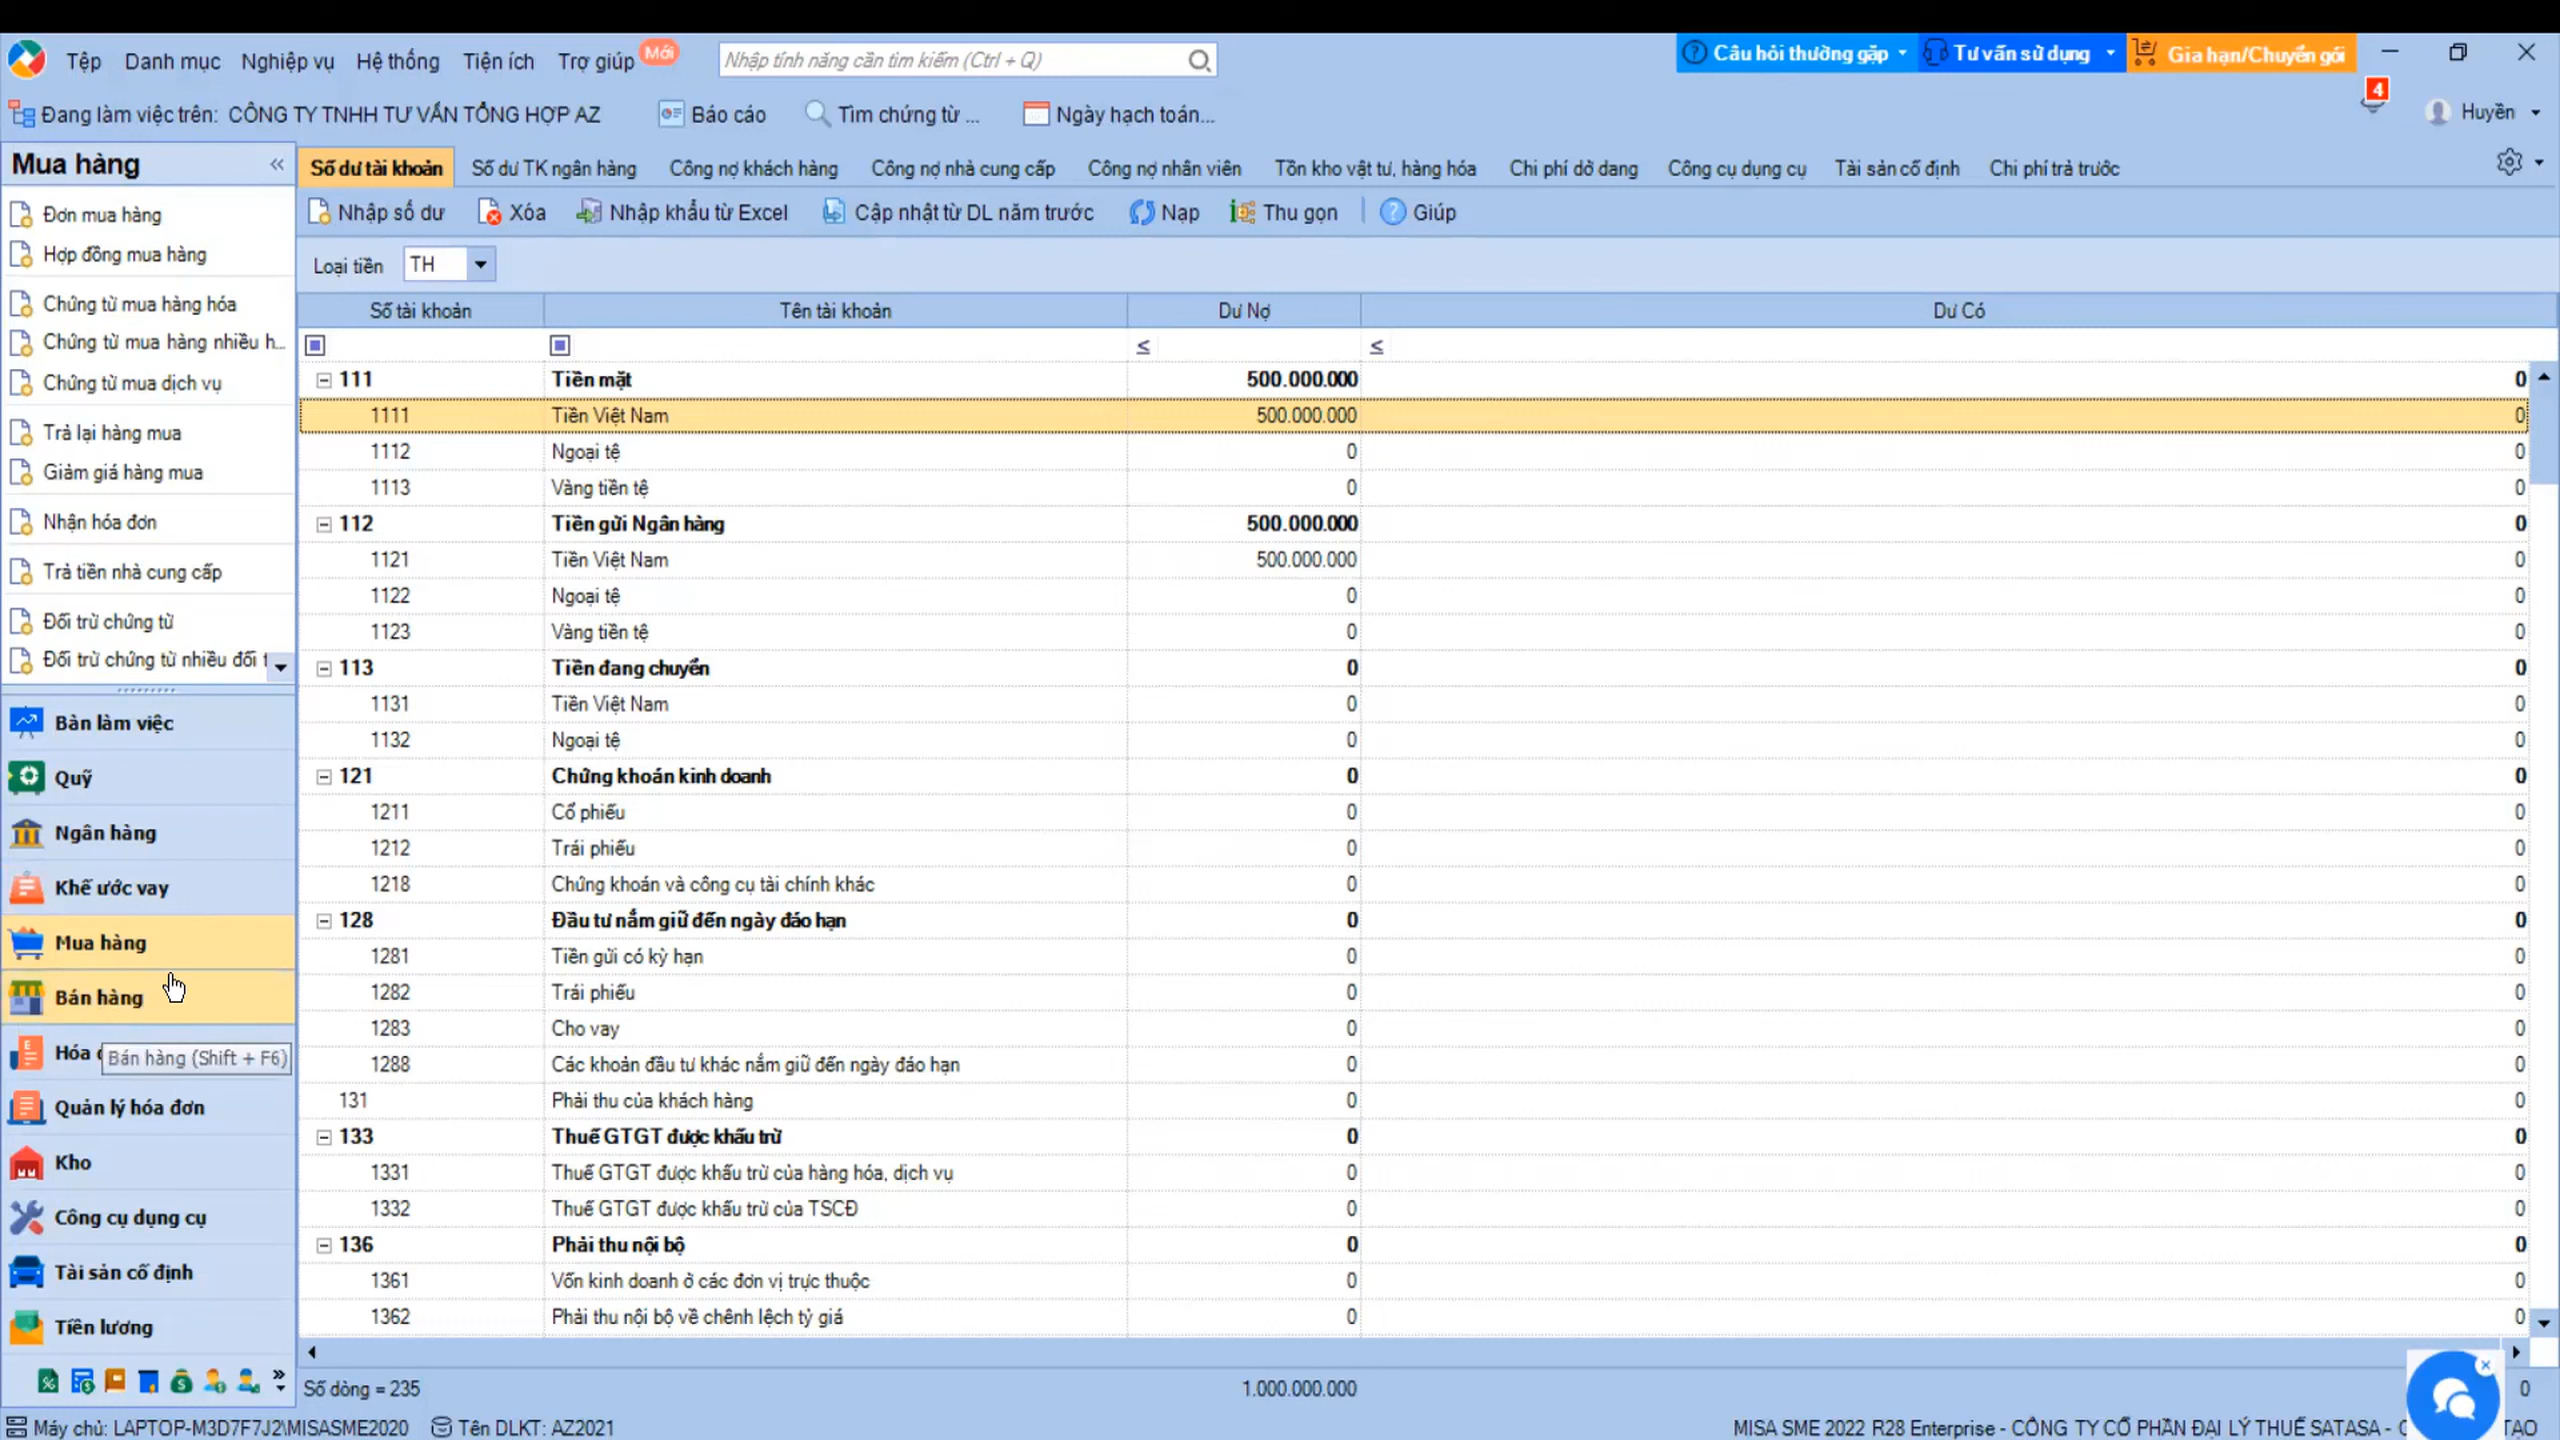 Tệp Danh mục Nghiệp vụ Hệ thống Tiện ích Trợ giúp Mới Nhập tính năng cần tìm kiếm (Ctrl + Q) Câu hỏi thường gặp Tư vấn sử dụng Gia hạn/Chuyển gói
4
Đang làm việc trên: CÔNG TY TNHH TƯ VẤN TỔNG HỢP AZ Báo cáo Tìm chứng từ ... Ngày hạch toán... Huyền
Mua hàng «
Đơn mua hàng
Hợp đồng mua hàng
Chứng từ mua hàng hóa
Chứng từ mua hàng nhiều h...
Chứng từ mua dịch vụ
Trả lại hàng mua
Giảm giá hàng mua
Nhận hóa đơn
Trả tiền nhà cung cấp
Đối trừ chứng từ
Đối trừ chứng từ nhiều đối t
Bàn làm việc
Quỹ
Ngân hàng
Khế ước vay
Mua hàng
Bán hàng
Hóa
Bán hàng (Shift + F6)
Quản lý hóa đơn
Kho
Công cụ dụng cụ
Tài sản cố định
Tiền lương
Số dư tài khoản Số dư TK ngân hàng Công nợ khách hàng Công nợ nhà cung cấp Công nợ nhân viên Tồn kho vật tư, hàng hóa Chi phí dở dang Công cụ dụng cụ Tài sản cố định Chi phí trả trước
Nhập số dư Xóa Nhập khẩu từ Excel Cập nhật từ DL năm trước Nạp Thu gọn Giúp
Loại tiền TH
Số tài khoản Tên tài khoản Dư Nợ Dư Có
≤ ≤
111 Tiền mặt 500.000.000 0
1111 Tiền Việt Nam 500.000.000 0
1112 Ngoại tệ 0 0
1113 Vàng tiền tệ 0 0
112 Tiền gửi Ngân hàng 500.000.000 0
1121 Tiền Việt Nam 500.000.000 0
1122 Ngoại tệ 0 0
1123 Vàng tiền tệ 0 0
113 Tiền đang chuyển 0 0
1131 Tiền Việt Nam 0 0
1132 Ngoại tệ 0 0
121 Chứng khoán kinh doanh 0 0
1211 Cổ phiếu 0 0
1212 Trái phiếu 0 0
1218 Chứng khoán và công cụ tài chính khác 0 0
128 Đầu tư nắm giữ đến ngày đáo hạn 0 0
1281 Tiền gửi có kỳ hạn 0 0
1282 Trái phiếu 0 0
1283 Cho vay 0 0
1288 Các khoản đầu tư khác nắm giữ đến ngày đáo hạn 0 0
131 Phải thu của khách hàng 0 0
133 Thuế GTGT được khấu trừ 0 0
1331 Thuế GTGT được khấu trừ của hàng hóa, dịch vụ 0 0
1332 Thuế GTGT được khấu trừ của TSCĐ 0 0
136 Phải thu nội bộ 0 0
1361 Vốn kinh doanh ở các đơn vị trực thuộc 0 0
1362 Phải thu nội bộ về chênh lệch tỷ giá 0 0
Số dòng = 235 1.000.000.000 0
Máy chủ: LAPTOP-M3D7F7J2\MISASME2020 Tên DLKT: AZ2021 MISA SME 2022 R28 Enterprise - CÔNG TY CỔ PHẦN ĐẠI LÝ THUẾ SATASA - C TẠO